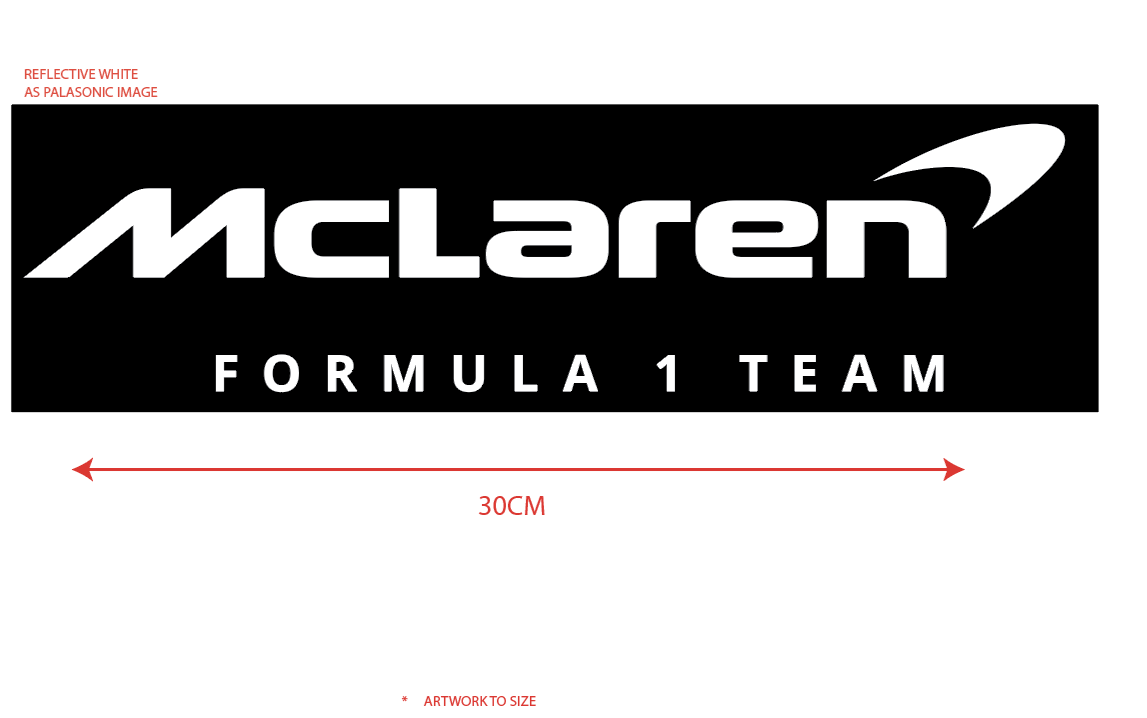 REFLECTIVE WHITE
AS PALASONIC IMAGE
McLaren
FORMULA 1 TEAM
30CM
* ARTWORK TO SIZE